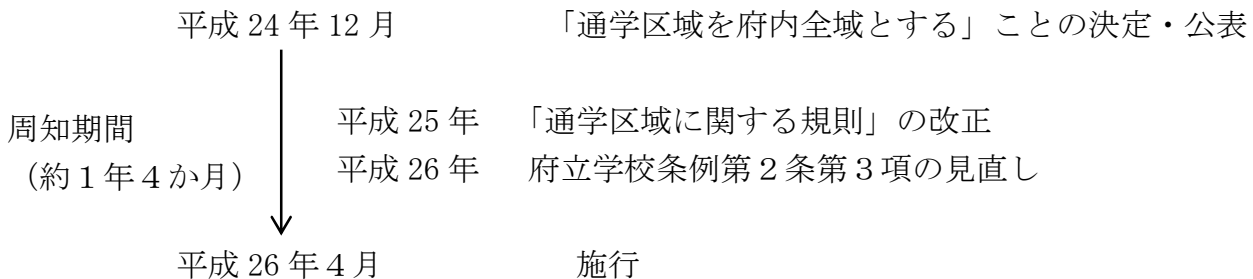 平成 24 年 12 月 「通学区域を府内全域とする」ことの決定・公表
周知期間
（約１年４か月）
平成 25 年 「通学区域に関する規則」の改正
平成 26 年 府立学校条例第２条第３項の見直し
平成 26 年４月 施行